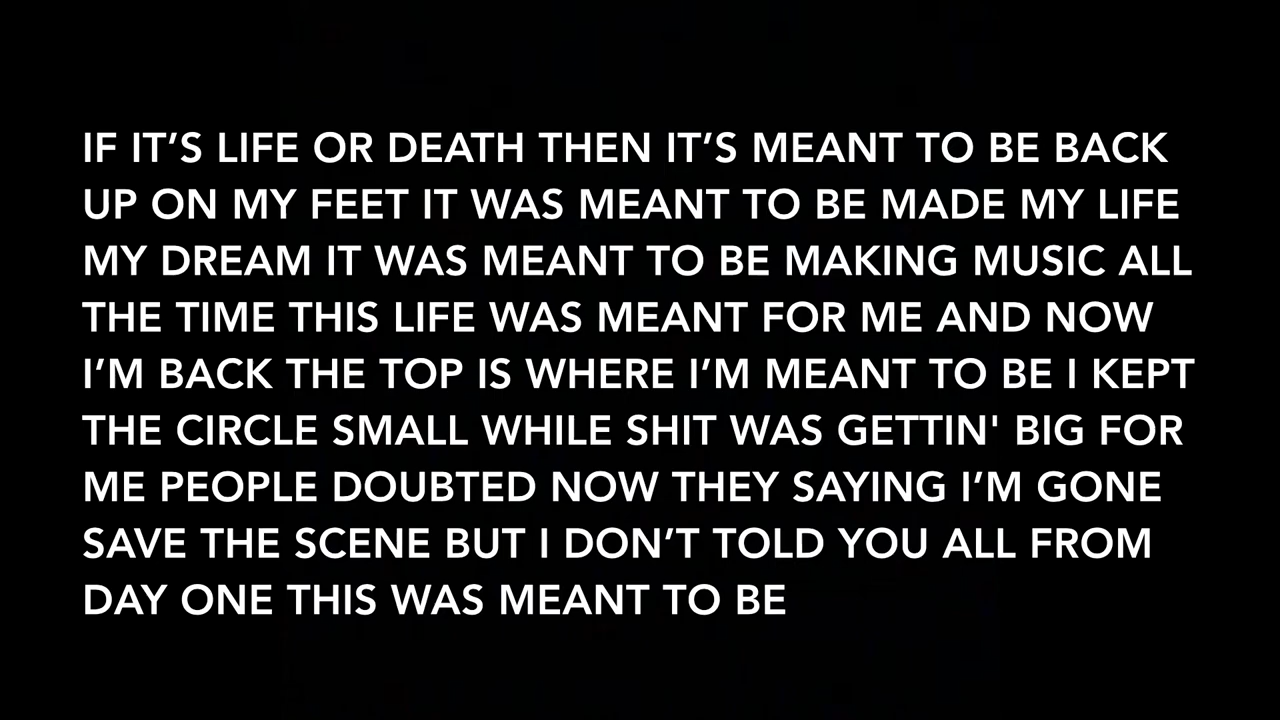 IF IT’S LIFE OR DEATH THEN IT’S MEANT TO BE BACK
UP ON MY FEET IT WAS MEANT TO BE MADE MY LIFE
MY DREAM IT WAS MEANT TO BE MAKING MUSIC ALL
THE TIME THIS LIFE WAS MEANT FOR ME AND NOW
I’M BACK THE TOP IS WHERE I’M MEANT TO BE I KEPT
THE CIRCLE SMALL WHILE SHIT WAS GETTIN' BIG FOR
ME PEOPLE DOUBTED NOW THEY SAYING I’M GONE
SAVE THE SCENE BUT I DON’T TOLD YOU ALL FROM
DAY ONE THIS WAS MEANT TO BE